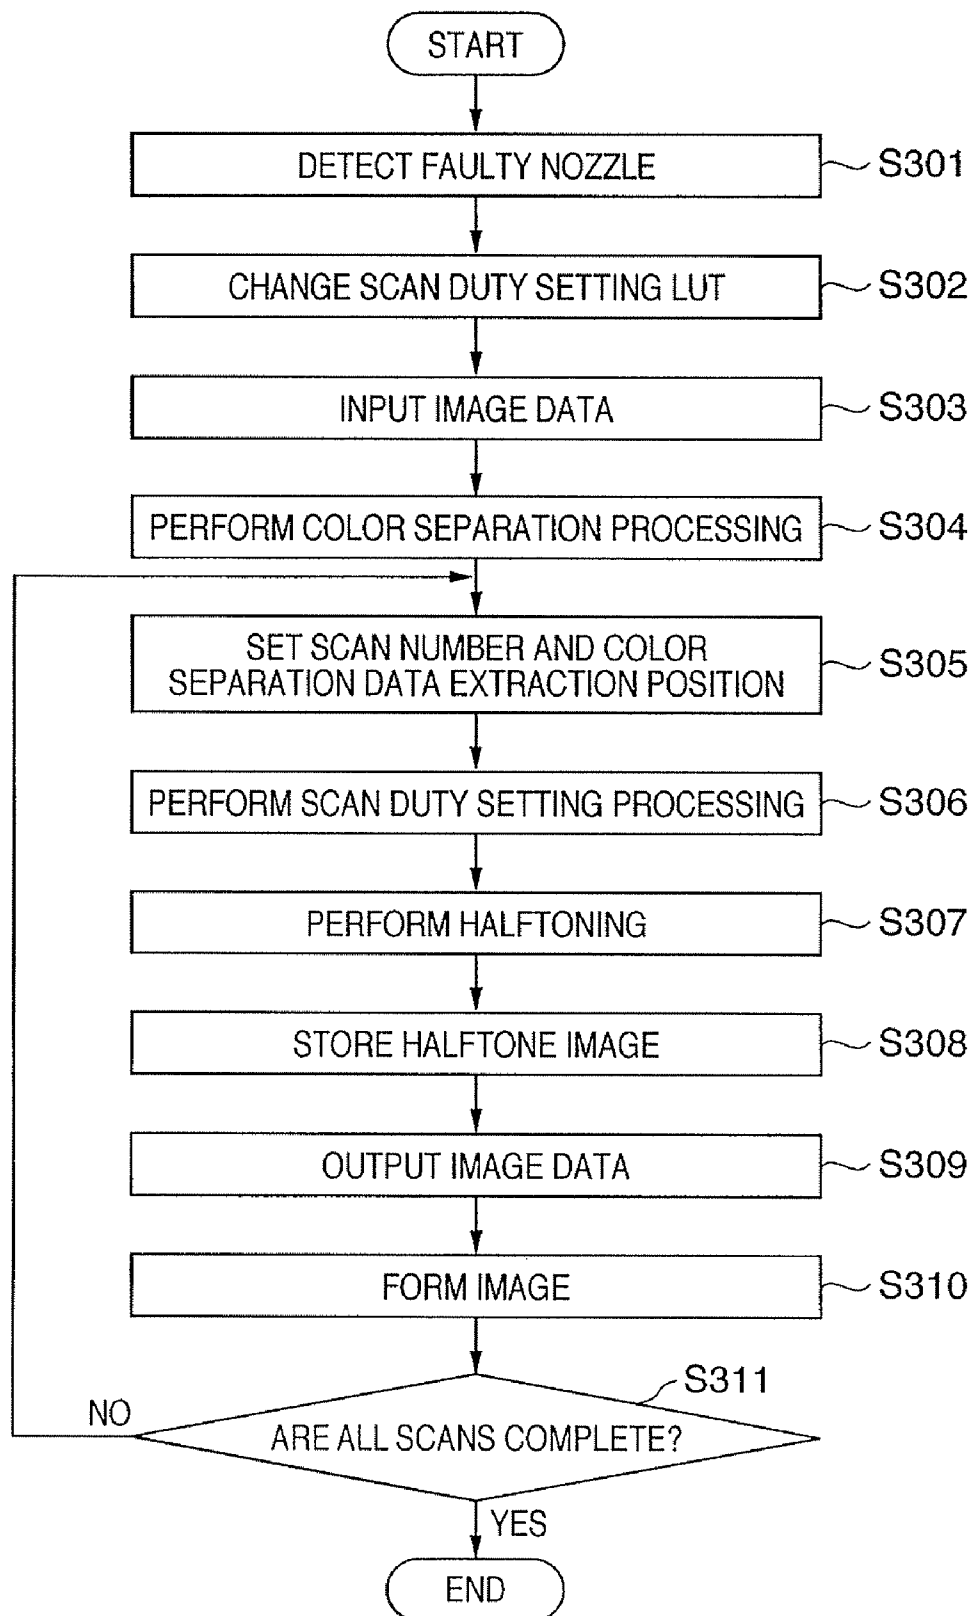 START
DETECT FAULTY NOZZLE
S301
CHANGE SCAN DUTY SETTING LUT
S302
INPUT IMAGE DATA
S303
PERFORM COLOR SEPARATION PROCESSING
S304
SET SCAN NUMBER AND COLOR
SEPARATION DATA EXTRACTION POSITION
S305
PERFORM SCAN DUTY SETTING PROCESSING
S306
PERFORM HALFTONING
S307
STORE HALFTONE IMAGE
S308
OUTPUT IMAGE DATA
S309
FORM IMAGE
S310
S311
NO
ARE ALL SCANS COMPLETE?
YES
END